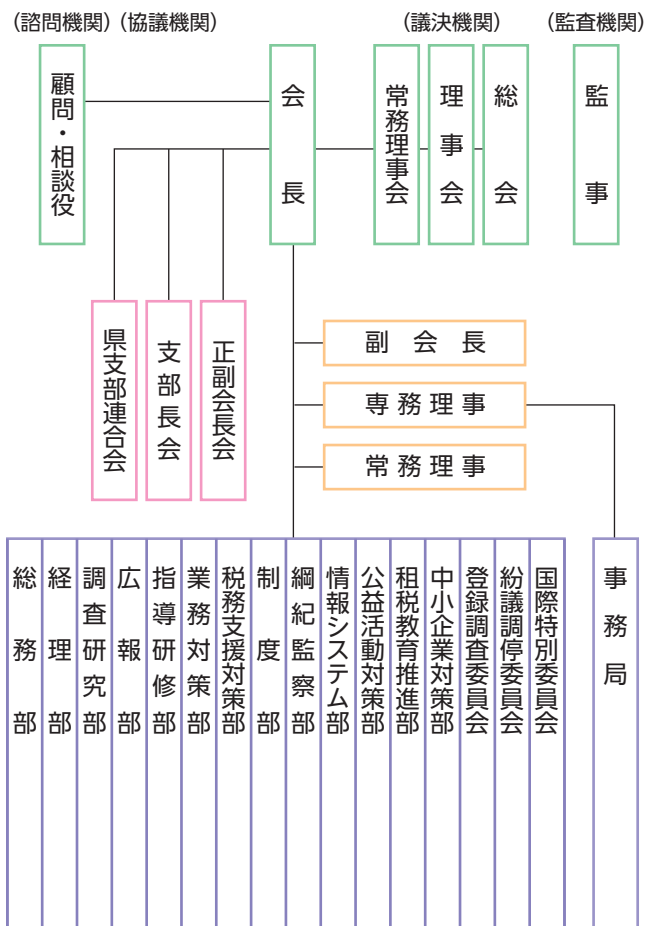 (諮問機関)
(協議機関)
(議決機関)
(監査機関)
顧問・相談役
会長
常務理事会
理事会
総会
監事
県支部連合会
支部長会
正副会長会
副会長
専務理事
常務理事
総務部
経理部
調査研究部
広報部
指導研修部
業務対策部
税務支援対策部
制度部
綱紀監察部
情報システム部
公益活動対策部
租税教育推進部
中小企業対策部
登録調査委員会
紛議調停委員会
国際特別委員会
事務局